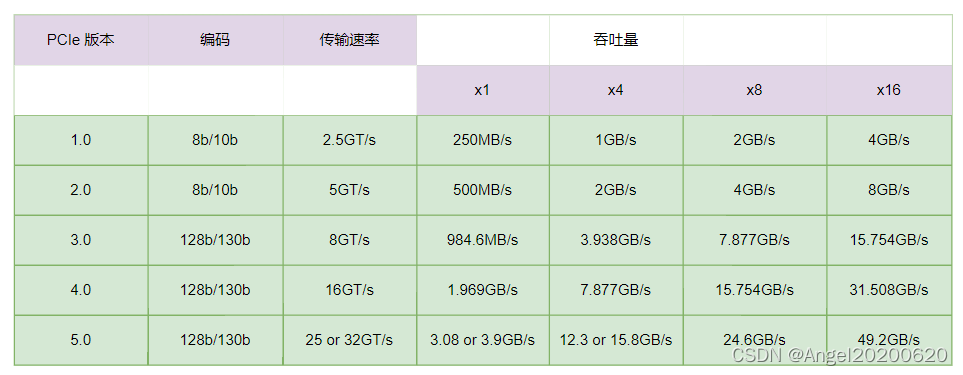 PCIe 版本 编码 传输速率 吞吐量
x1 x4 x8 x16
1.0 8b/10b 2.5GT/s 250MB/s 1GB/s 2GB/s 4GB/s
2.0 8b/10b 5GT/s 500MB/s 2GB/s 4GB/s 8GB/s
3.0 128b/130b 8GT/s 984.6MB/s 3.938GB/s 7.877GB/s 15.754GB/s
4.0 128b/130b 16GT/s 1.969GB/s 7.877GB/s 15.754GB/s 31.508GB/s
5.0 128b/130b 25 or 32GT/s 3.08 or 3.9GB/s 12.3 or 15.8GB/s 24.6GB/s 49.2GB/s
CSDN @Angel20200620